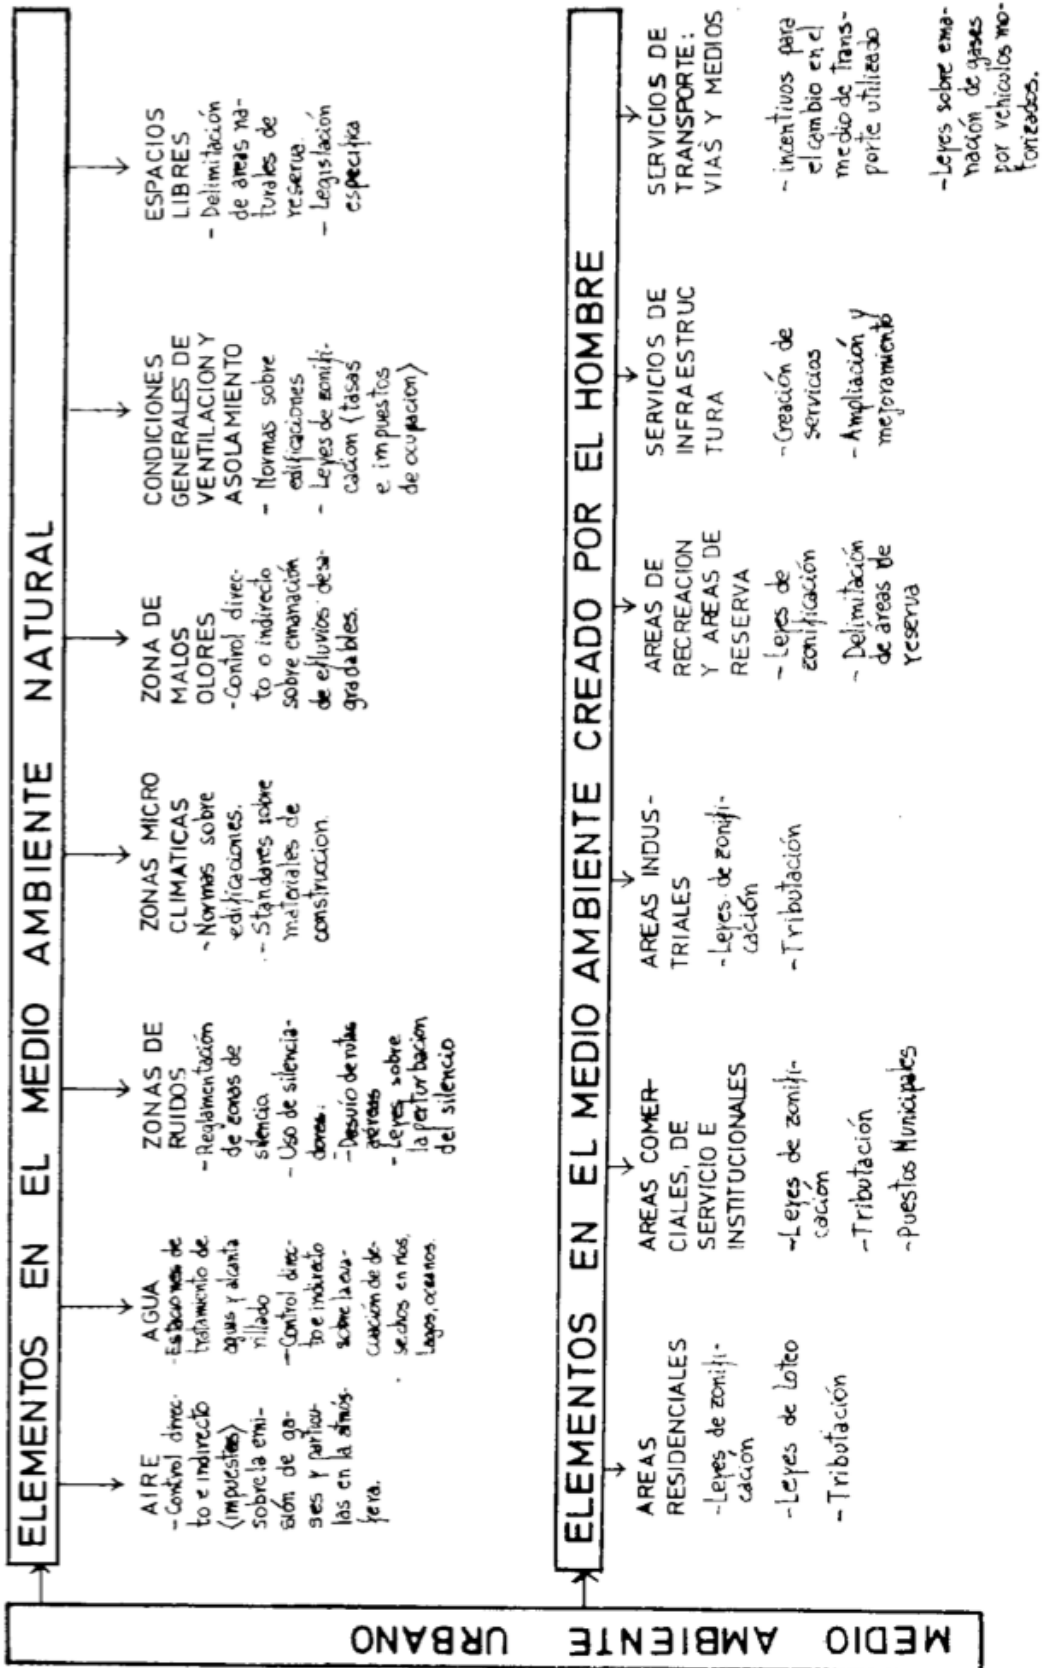 MEDIO AMBIENTE URBANO
ELEMENTOS EN EL MEDIO AMBIENTE NATURAL
AIRE
- Control direc-
to e indirecto
(impuestos)
sobre la emi-
sión de ga-
ses y partícu-
las en la atmós-
fera.
AGUA
- Estaciones de
tratamiento de
aguas y alcanta
rillado
- Control direc-
to e indirecto
sobre la eva-
cuación de de-
sechos en ríos,
lagos, oceanos.
ZONAS DE
RUIDOS
- Reglamentación
de zonas de
silencio.
- Uso de silencia-
dores.
- Desvío de rutas
aéreas
- Leyes sobre
la perturbacion
del silencio
ZONAS MICRO
CLIMATICAS
- Normas sobre
edificaciones.
- Standares sobre
materiales de
construccion.
ZONA DE
MALOS
OLORES
- Control direc-
to o indirecto
sobre emanación
de efluvios desa-
gradables.
CONDICIONES
GENERALES DE
VENTILACION Y
ASOLAMIENTO
- Normas sobre
edificaciones
- Leyes de zonifi-
cación (tasas
e impuestos
de ocupacion)
ESPACIOS
LIBRES
- Delimitación
de areas na-
turales de
reserva.
- Legislación
especifica
ELEMENTOS EN EL MEDIO AMBIENTE CREADO POR EL HOMBRE
AREAS
RESIDENCIALES
- Leyes de zonifi-
cación
- Leyes de Loteo
- Tributación
AREAS COMER-
CIALES, DE
SERVICIO E
INSTITUCIONALES
- Leyes de zonifi-
cación
- Tributación
- Puestos Municipales
AREAS INDUS-
TRIALES
- Leyes de zonifi-
cación
- Tributación
AREAS DE
RECREACION
Y AREAS DE
RESERVA
- Leyes de
zonificación
- Delimitación
de áreas de
reserva
SERVICIOS DE
INFRAESTRUC
TURA
- Creación de
servicios
- Ampliación y
mejoramiento
SERVICIOS DE
TRANSPORTE:
VIAS Y MEDIOS
- incentivos para
el cambio en el
medio de trans-
porte utilizado
- Leyes sobre ema-
nación de gases
por vehiculos mo-
torizados.